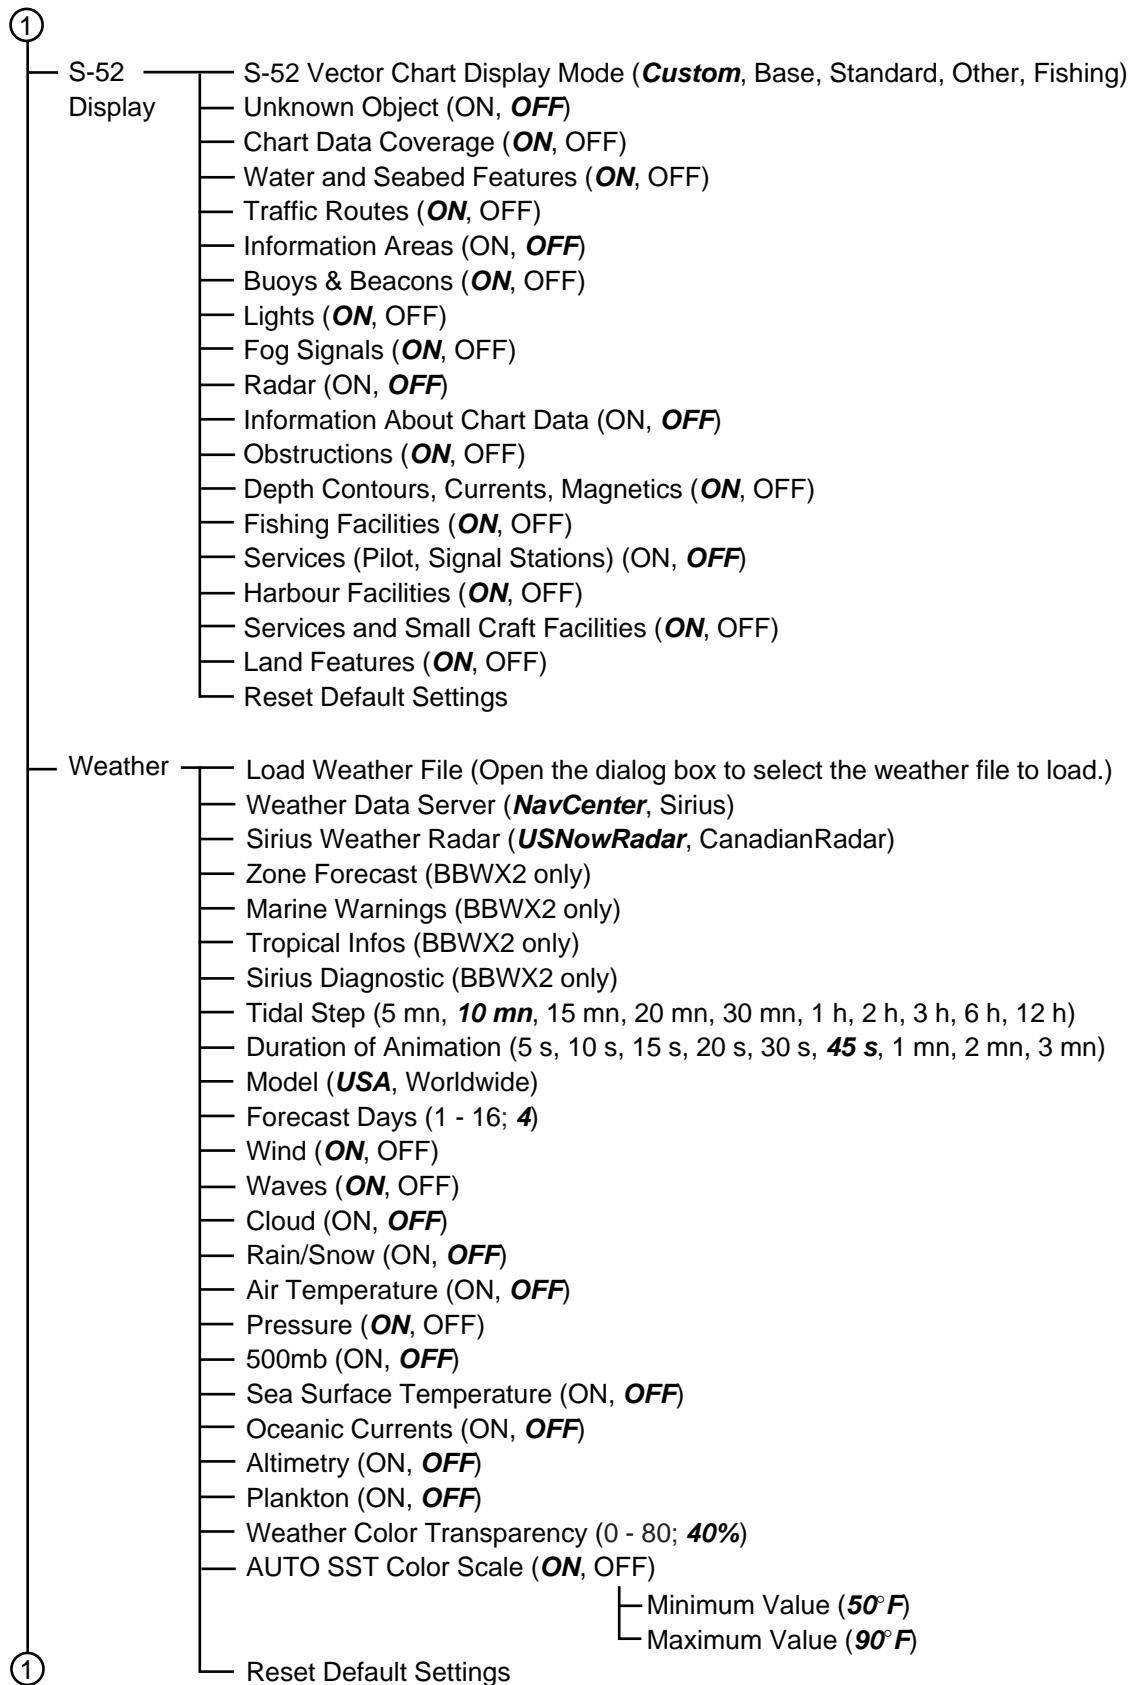 1
S-52 Display
S-52 Vector Chart Display Mode (Custom, Base, Standard, Other, Fishing)
Unknown Object (ON, OFF)
Chart Data Coverage (ON, OFF)
Water and Seabed Features (ON, OFF)
Traffic Routes (ON, OFF)
Information Areas (ON, OFF)
Buoys & Beacons (ON, OFF)
Lights (ON, OFF)
Fog Signals (ON, OFF)
Radar (ON, OFF)
Information About Chart Data (ON, OFF)
Obstructions (ON, OFF)
Depth Contours, Currents, Magnetics (ON, OFF)
Fishing Facilities (ON, OFF)
Services (Pilot, Signal Stations) (ON, OFF)
Harbour Facilities (ON, OFF)
Services and Small Craft Facilities (ON, OFF)
Land Features (ON, OFF)
Reset Default Settings
Weather
Load Weather File (Open the dialog box to select the weather file to load.)
Weather Data Server (NavCenter, Sirius)
Sirius Weather Radar (USNowRadar, CanadianRadar)
Zone Forecast (BBWX2 only)
Marine Warnings (BBWX2 only)
Tropical Infos (BBWX2 only)
Sirius Diagnostic (BBWX2 only)
Tidal Step (5 mn, 10 mn, 15 mn, 20 mn, 30 mn, 1 h, 2 h, 3 h, 6 h, 12 h)
Duration of Animation (5 s, 10 s, 15 s, 20 s, 30 s, 45 s, 1 mn, 2 mn, 3 mn)
Model (USA, Worldwide)
Forecast Days (1 - 16; 4)
Wind (ON, OFF)
Waves (ON, OFF)
Cloud (ON, OFF)
Rain/Snow (ON, OFF)
Air Temperature (ON, OFF)
Pressure (ON, OFF)
500mb (ON, OFF)
Sea Surface Temperature (ON, OFF)
Oceanic Currents (ON, OFF)
Altimetry (ON, OFF)
Plankton (ON, OFF)
Weather Color Transparency (0 - 80; 40%)
AUTO SST Color Scale (ON, OFF)
Minimum Value (50°F)
Maximum Value (90°F)
Reset Default Settings
1